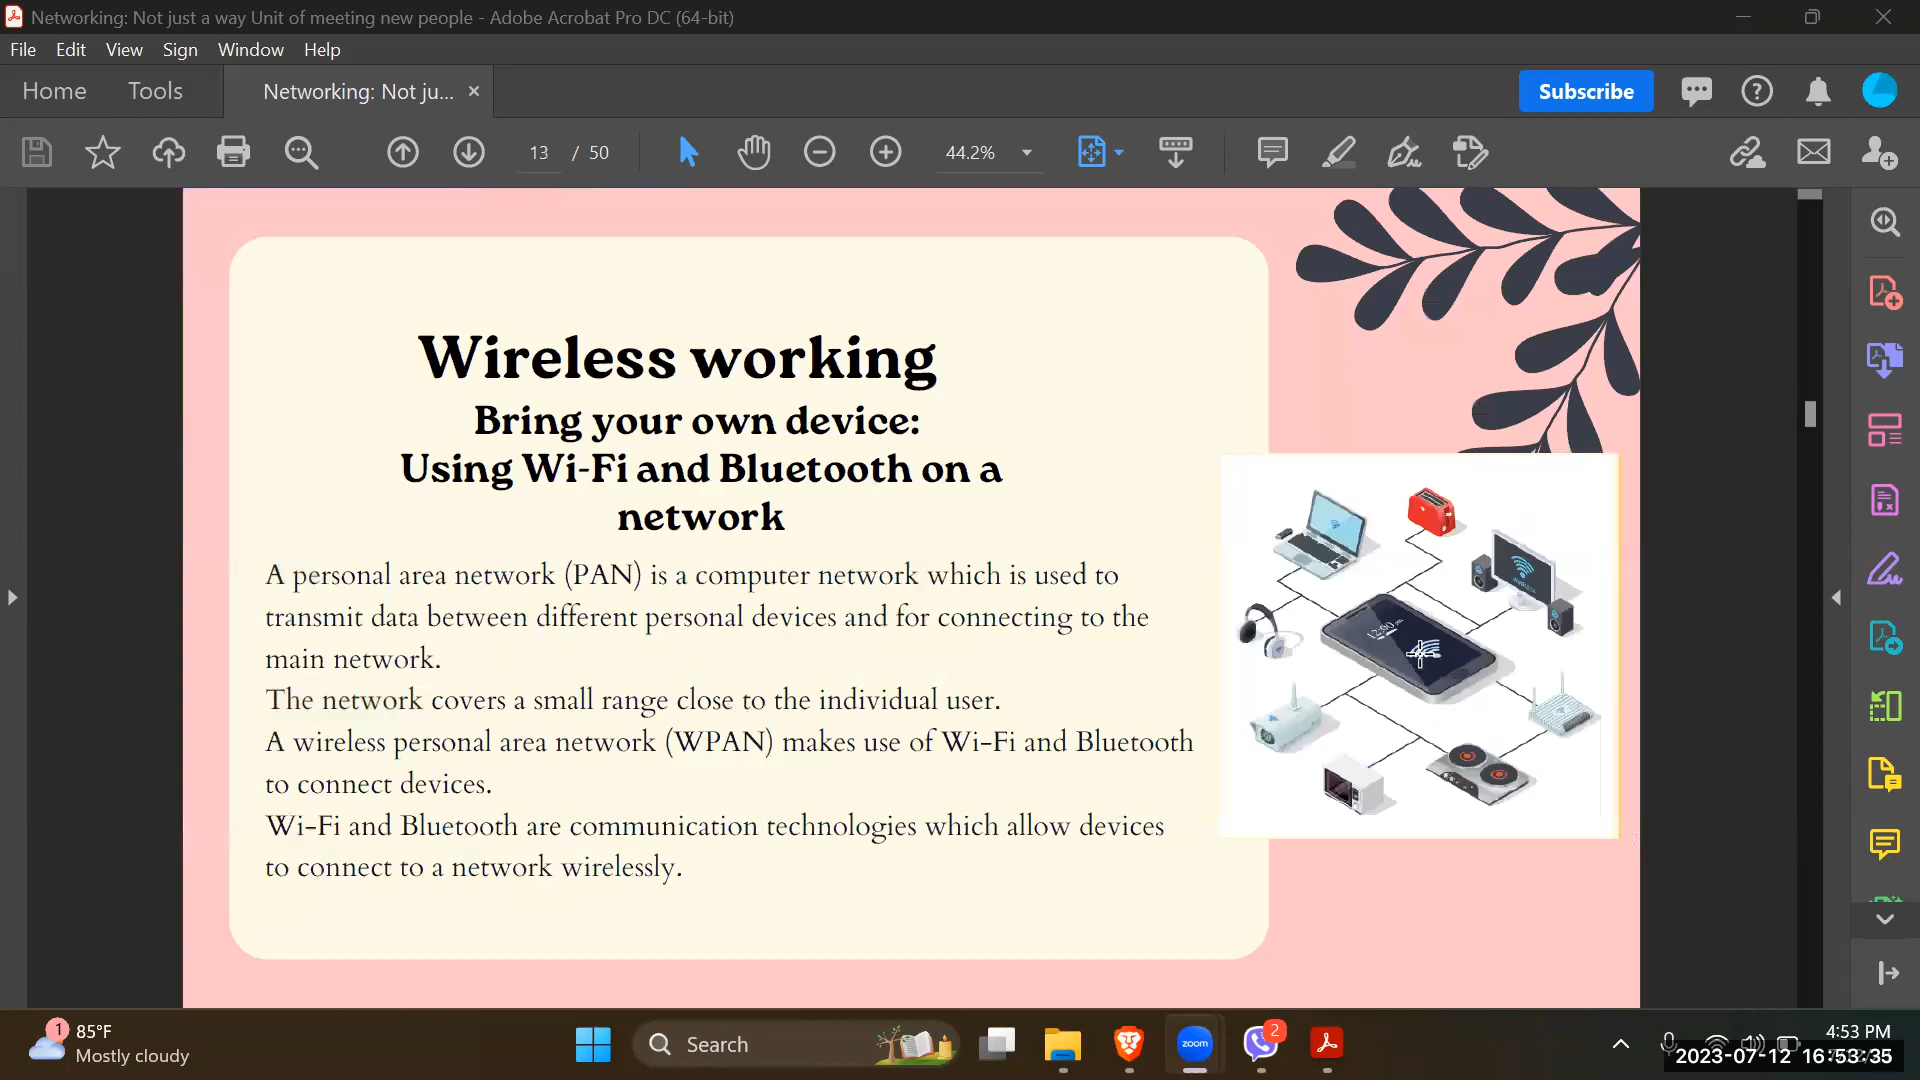 Networking: Not just a way Unit of meeting new people - Adobe Acrobat Pro DC (64-bit)
File Edit View Sign Window Help
Home Tools Networking: Not ju... ×
Subscribe
13 / 50
44.2%
Wireless working
Bring your own device:
Using Wi-Fi and Bluetooth on a
network
A personal area network (PAN) is a computer network which is used to
transmit data between different personal devices and for connecting to the
main network.
The network covers a small range close to the individual user.
A wireless personal area network (WPAN) makes use of Wi-Fi and Bluetooth
to connect devices.
Wi-Fi and Bluetooth are communication technologies which allow devices
to connect to a network wirelessly.
12:00
1
85°F
Mostly cloudy
Search
zoom
2
4:53 PM
2023-07-12 16:53:35